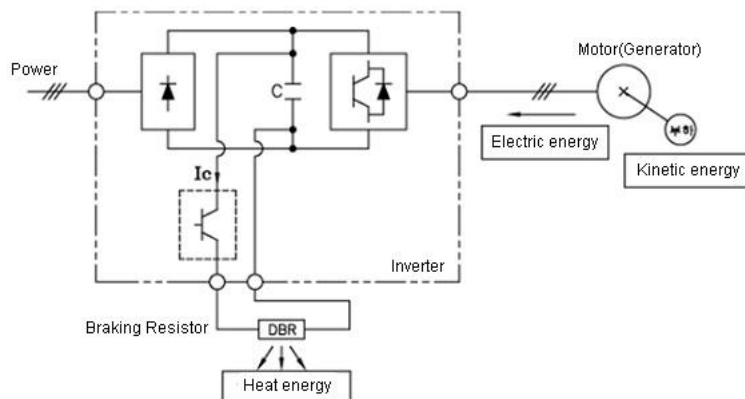 Motor(Generator)
Power
C
Electric energy
Kinetic energy
Ic
Inverter
Braking Resistor
DBR
Heat energy